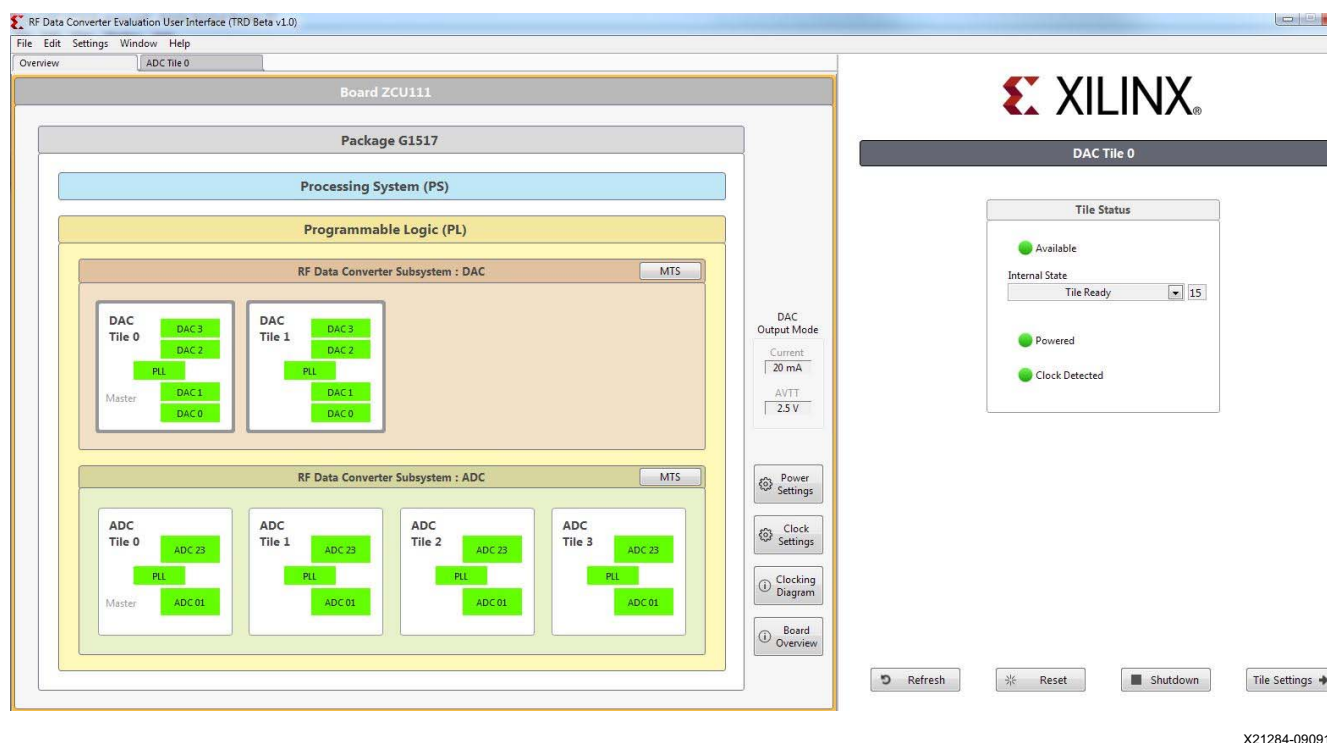 RF Data Converter Evaluation User Interface (TRD Beta v1.0)
File Edit Settings Window Help
Overview ADC Tile 0
Board ZCU111
Package G1517
Processing System (PS)
Programmable Logic (PL)
RF Data Converter Subsystem : DAC MTS
DAC
Tile 0
DAC 3
DAC 2
PLL
Master
DAC 1
DAC 0
DAC
Tile 1
DAC 3
DAC 2
PLL
DAC 1
DAC 0
RF Data Converter Subsystem : ADC MTS
ADC
Tile 0
ADC 23
PLL
Master
ADC 01
ADC
Tile 1
ADC 23
PLL
ADC 01
ADC
Tile 2
ADC 23
PLL
ADC 01
ADC
Tile 3
ADC 23
PLL
ADC 01
DAC
Output Mode
Current
20 mA
AVTT
2.5 V
Power
Settings
Clock
Settings
Clocking
Diagram
Board
Overview
XILINX®
DAC Tile 0
Tile Status
Available
Internal State
Tile Ready 15
Powered
Clock Detected
Refresh Reset Shutdown Tile Settings
X21284-09091